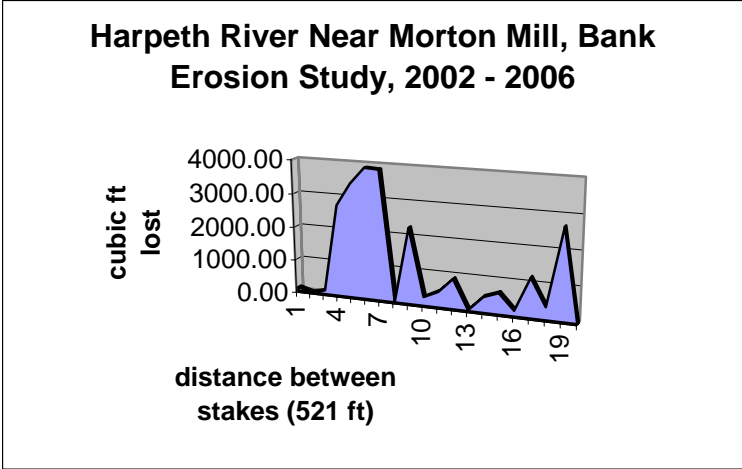 Harpeth River Near Morton Mill, Bank
Erosion Study, 2002 - 2006
cubic ft
lost
4000.00
3000.00
2000.00
1000.00
0.00
1
4
7
10
13
16
19
distance between
stakes (521 ft)